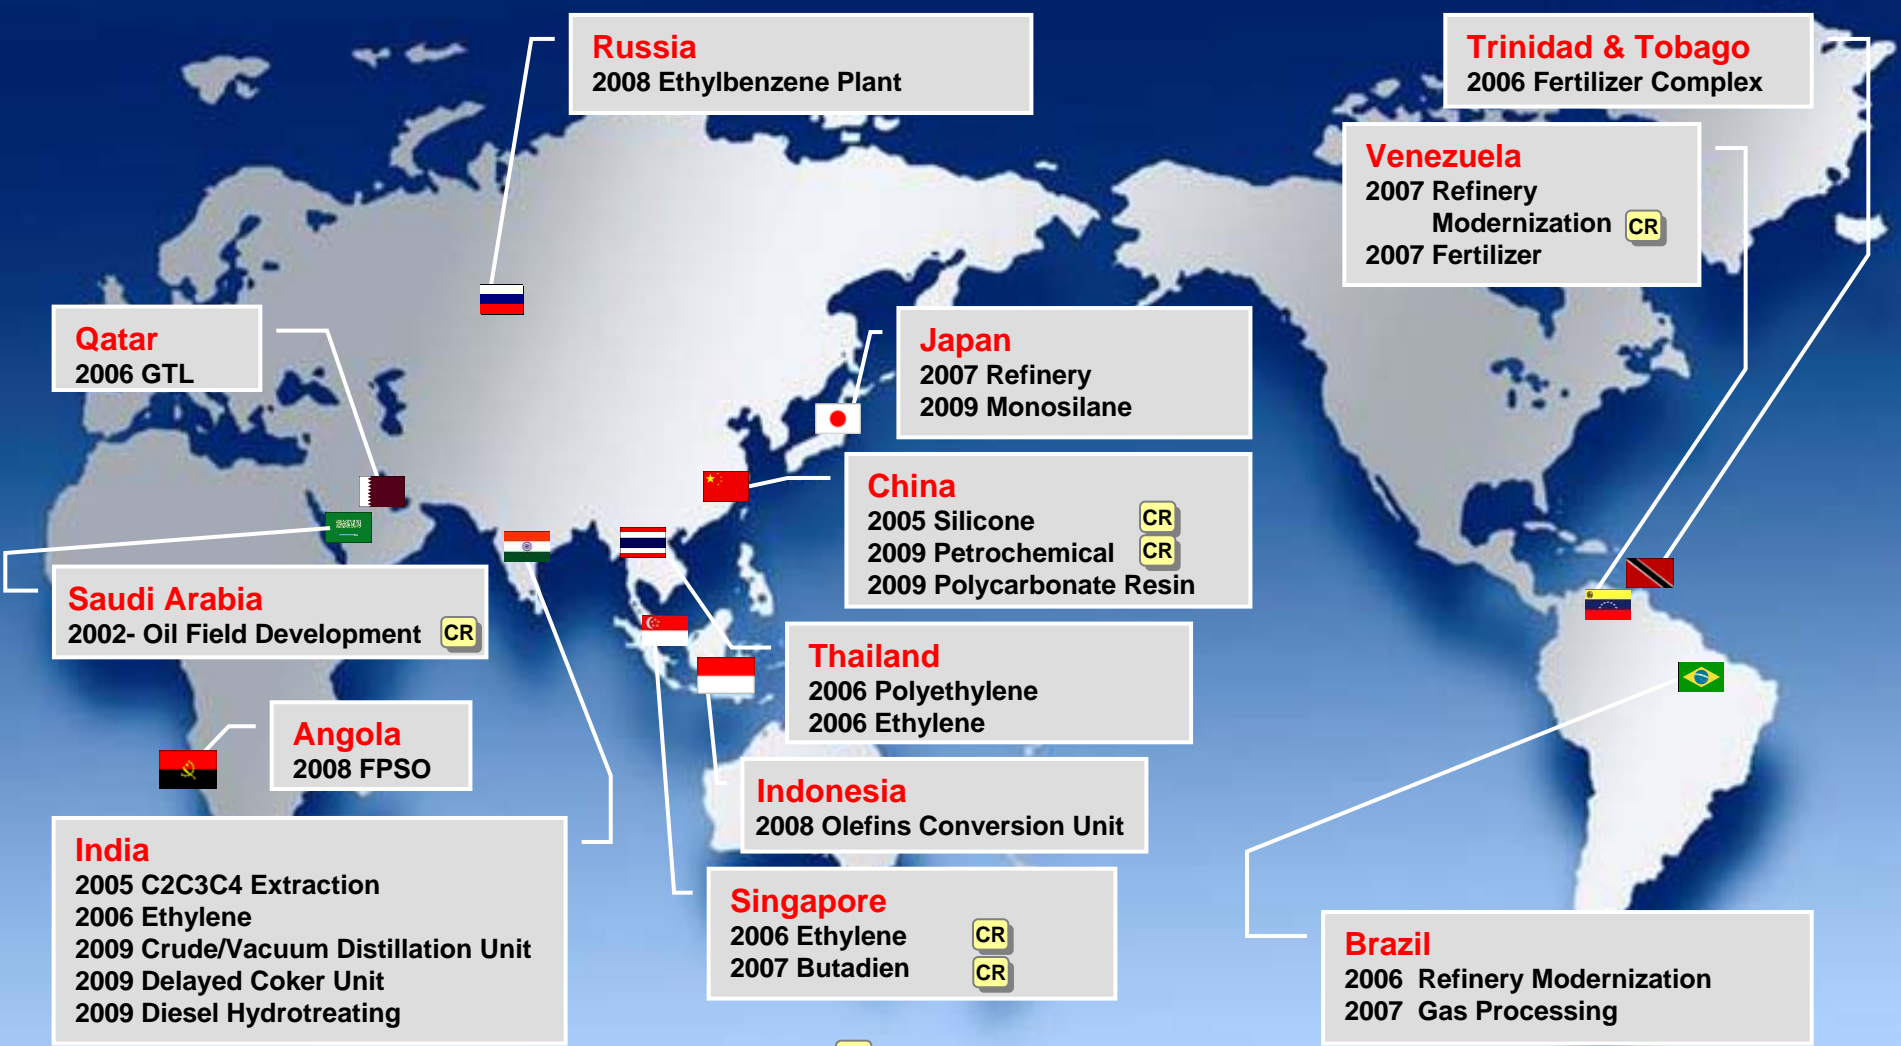 Russia
2008 Ethylbenzene Plant
Trinidad & Tobago
2006 Fertilizer Complex
Venezuela
2007 Refinery
Modernization CR
2007 Fertilizer
Qatar
2006 GTL
Japan
2007 Refinery
2009 Monosilane
China
2005 Silicone CR
2009 Petrochemical CR
2009 Polycarbonate Resin
Saudi Arabia
2002- Oil Field Development CR
Thailand
2006 Polyethylene
2006 Ethylene
Angola
2008 FPSO
Indonesia
2008 Olefins Conversion Unit
India
2005 C2C3C4 Extraction
2006 Ethylene
2009 Crude/Vacuum Distillation Unit
2009 Delayed Coker Unit
2009 Diesel Hydrotreating
Singapore
2006 Ethylene CR
2007 Butadien CR
Brazil
2006 Refinery Modernization
2007 Gas Processing